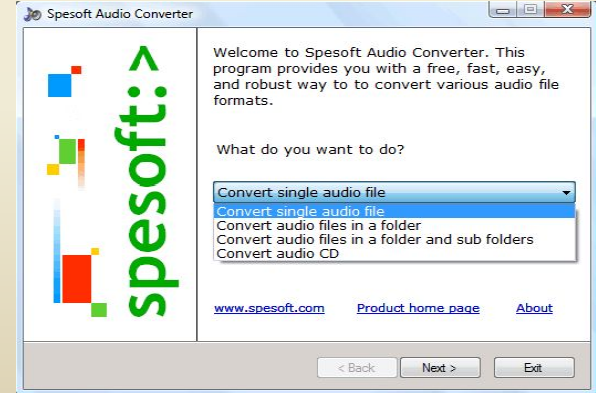 Spesoft Audio Converter
spesoft:>
Welcome to Spesoft Audio Converter. This
program provides you with a free, fast, easy,
and robust way to to convert various audio file
formats.
What do you want to do?
Convert single audio file
Convert single audio file
Convert audio files in a folder
Convert audio files in a folder and sub folders
Convert audio CD
www.spesoft.com Product home page About
< Back Next > Exit